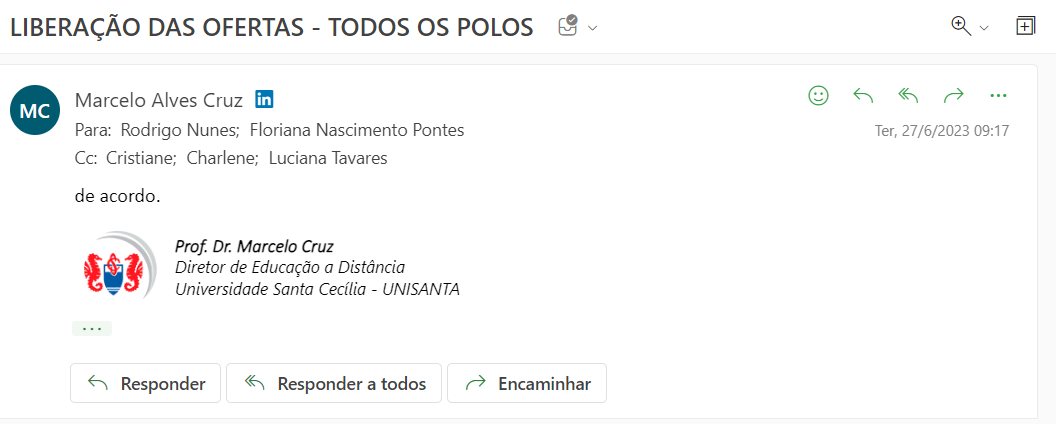 LIBERAÇÃO DAS OFERTAS - TODOS OS POLOS
MC
Marcelo Alves Cruz in
Para: Rodrigo Nunes; Floriana Nascimento Pontes
Ter, 27/6/2023 09:17
Cc: Cristiane; Charlene; Luciana Tavares
de acordo.
Prof. Dr. Marcelo Cruz
Diretor de Educação a Distância
Universidade Santa Cecília - UNISANTA
...
Responder
Responder a todos
Encaminhar